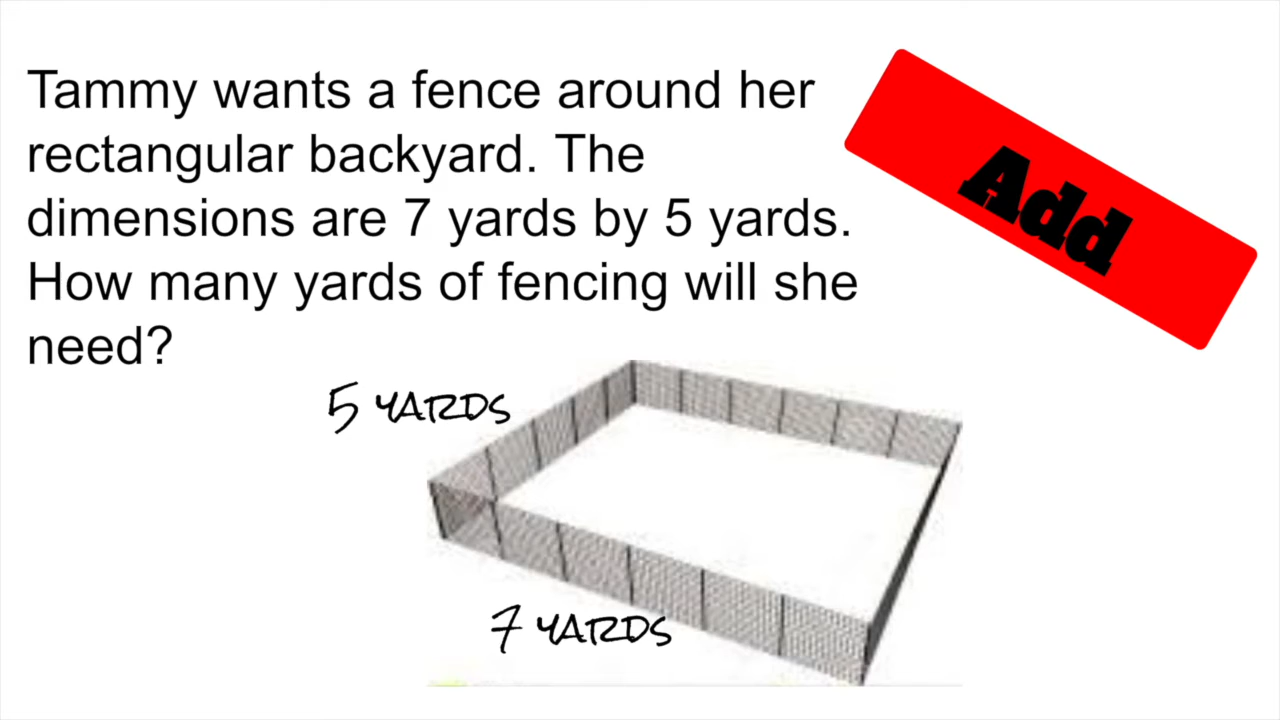 Tammy wants a fence around her
rectangular backyard. The
dimensions are 7 yards by 5 yards.
How many yards of fencing will she
need?
Add
5 YARDS
7 YARDS